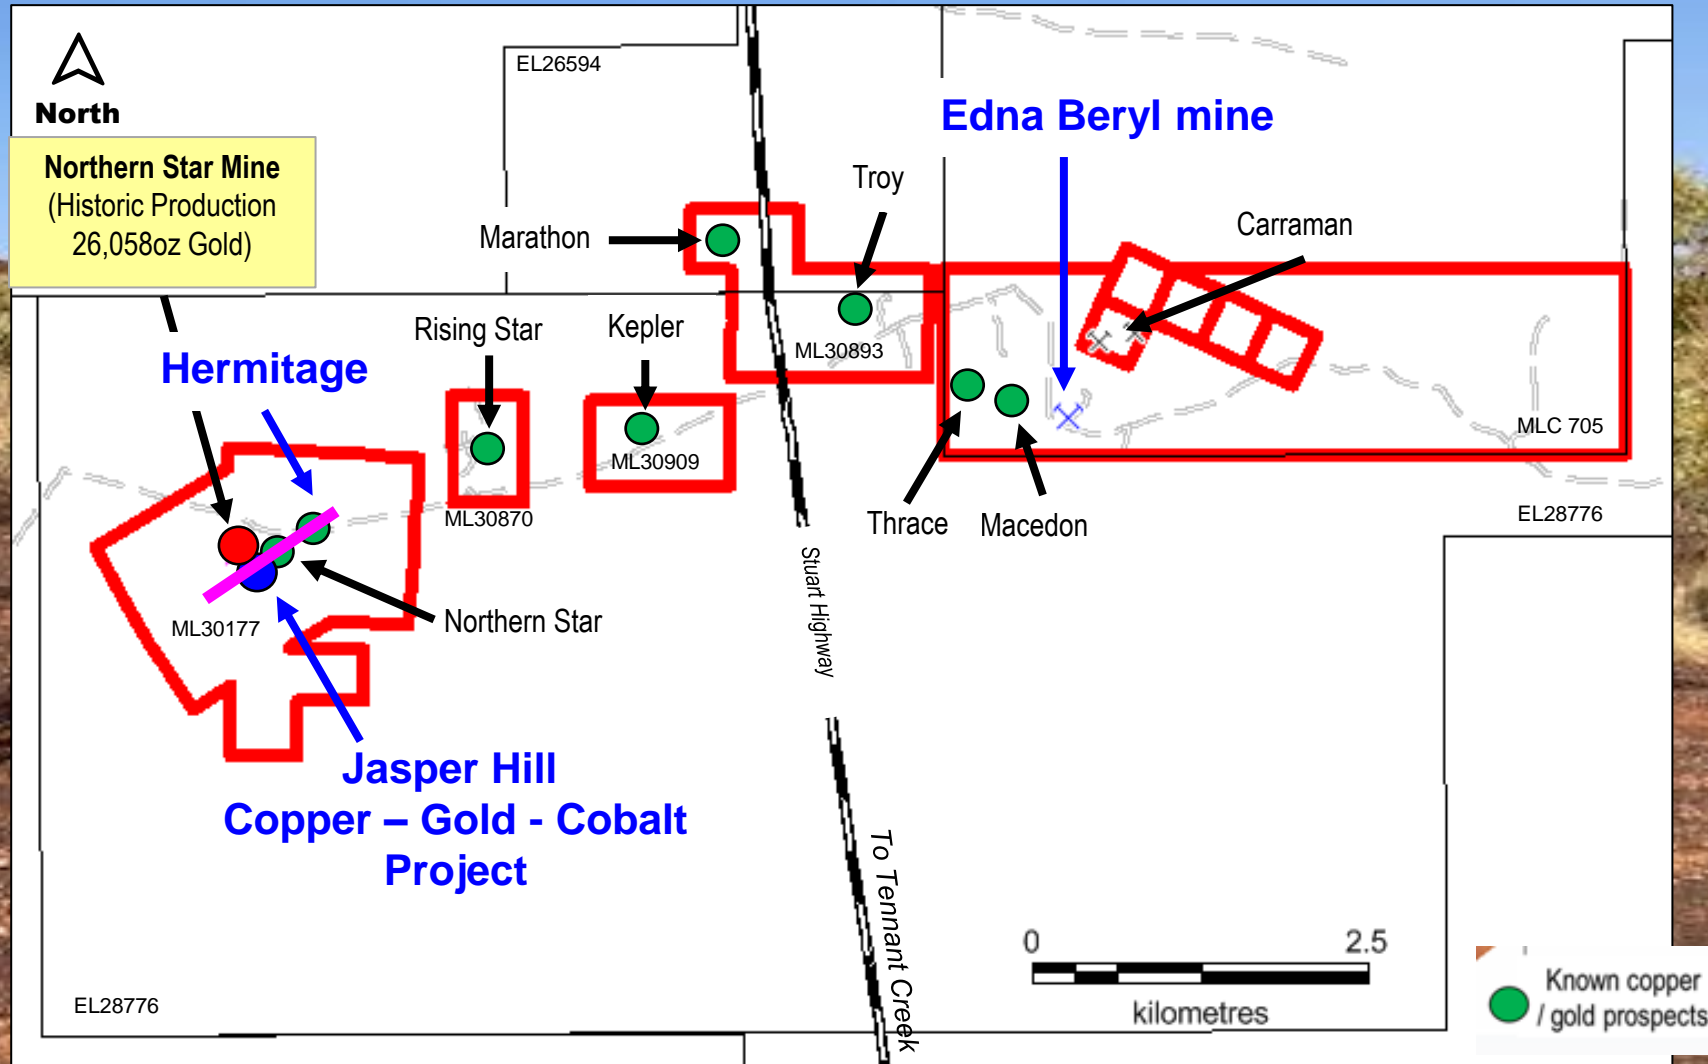 North
EL26594
Northern Star Mine
(Historic Production
26,058oz Gold)
Edna Beryl mine
Troy
Carraman
Marathon
Rising Star
Kepler
Hermitage
ML30893
MLC 705
ML30909
ML30870
Thrace
Macedon
EL28776
Stuart Highway
ML30177
Northern Star
Jasper Hill
Copper – Gold - Cobalt
Project
To Tennant Creek
0 2.5
kilometres
EL28776
Known copper
/ gold prospects